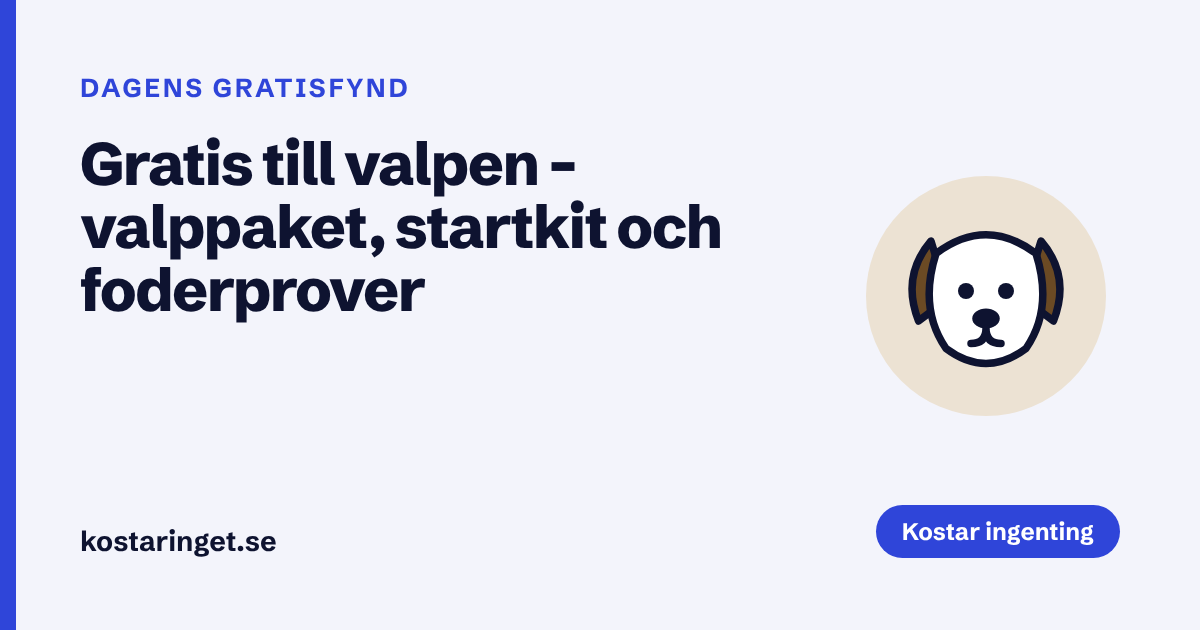 DAGENS GRATISFYND
Gratis till valpen –
valppaket, startkit och
foderprover
kostaringet.se
Kostar ingenting